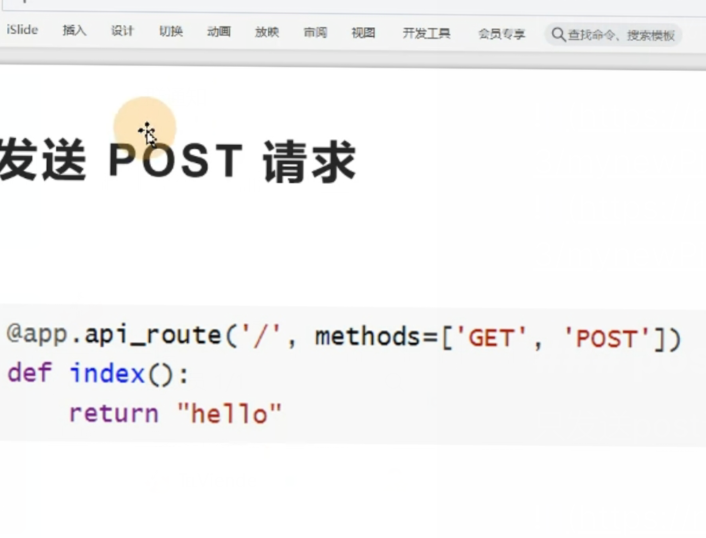 iSlide 插入 设计 切换 动画 放映 审阅 视图 开发工具 会员专享 查找命令、搜索模板
发送 POST 请求
@app.api_route('/', methods=['GET', 'POST'])
def index():
    return "hello"